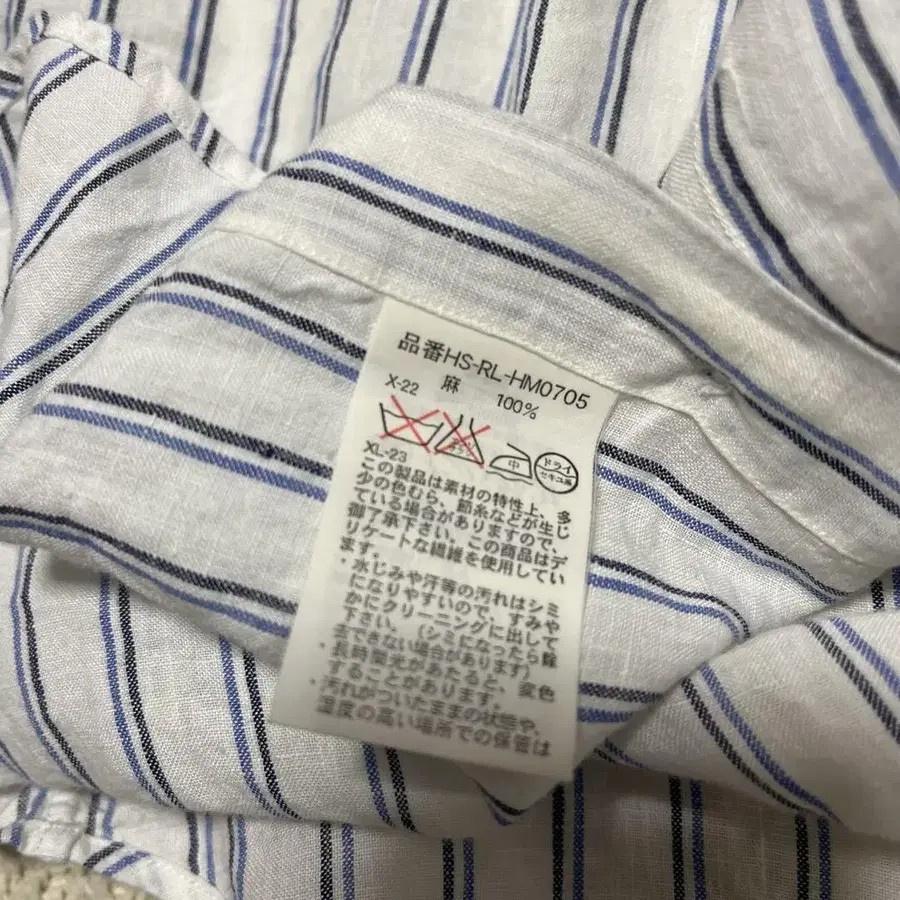 品番HS-RL-HM0705
X-22 麻 100%
中 ドライ セキユ系
XL-23
この製品は素材の特性上、多
少の色むら、節糸などが生じ
ている場合がありますので、
御了承下さい。この商品はデ
リケートな繊維を使用してい
ます。
・水じみや汗等の汚れはシミ
になりやすいので、すみや
かにクリーニングに出して
下さい。(シミになったら除
去できない場合があります)
・長時蛍光があたると、変色
することがあります。
・汚れがついたままの状態や、
湿度の高い場所での保管は